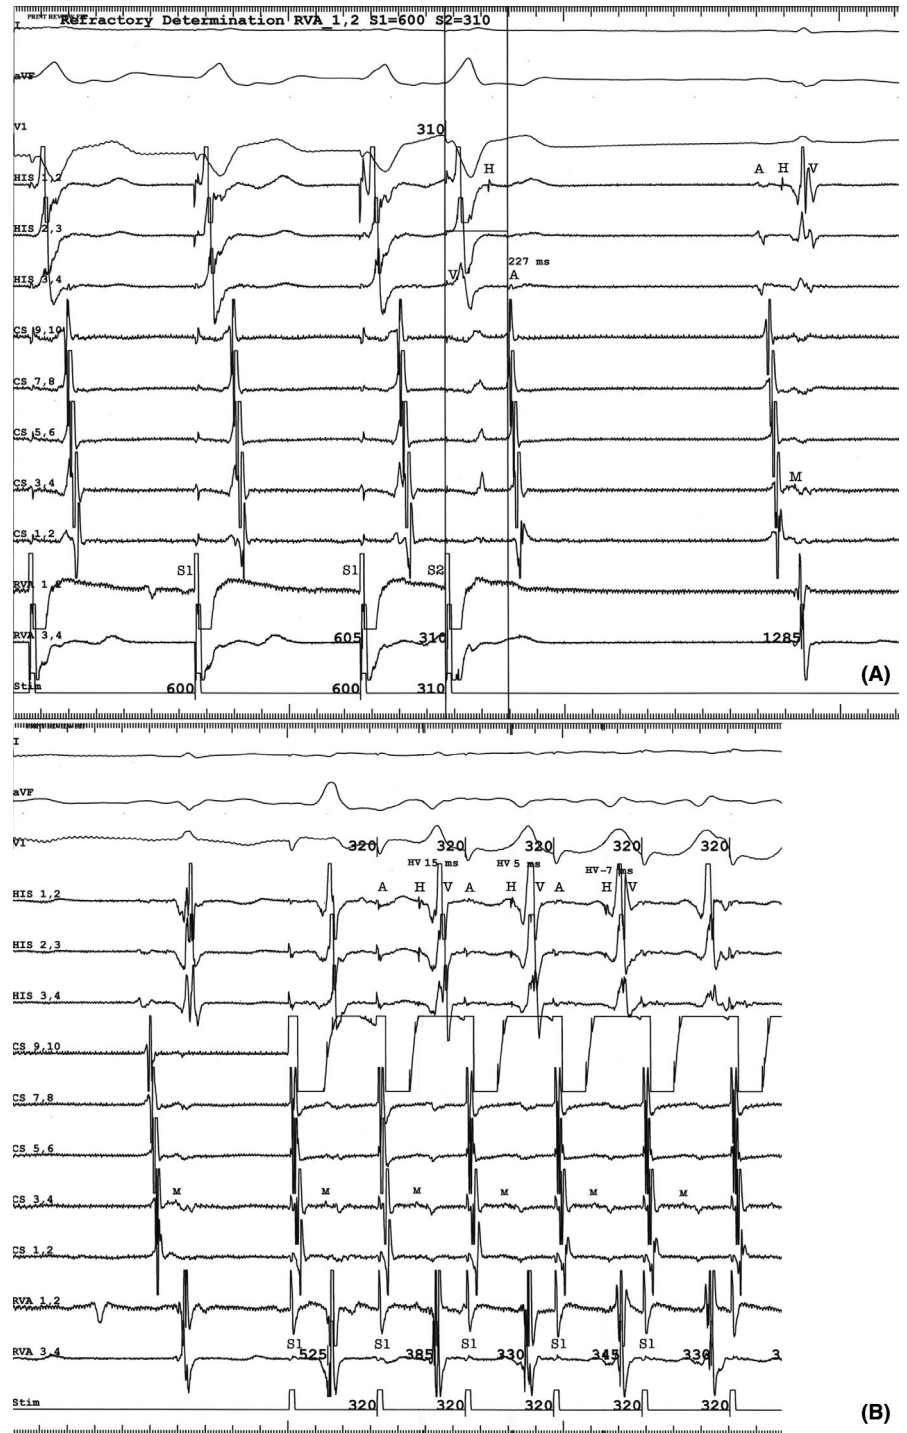 PRINT REVIEW
Refractory Determination RVA_1,2 S1=600 S2=310
I
aVF
V1
310
HIS 1,2
H
A H V
HIS 2,3
227 ms
HIS 3,4
V A
CS 9,10
CS 7,8
CS 5,6
CS 3,4
M
CS 1,2
S1 S1 S2
RVA 1,2
RVA 3,4
605 310 1285
Stim
600 600 310
(A)
I
aVF
V1
320 320 320 320 320
HV 15 ms HV 5 ms HV-7 ms
HIS 1,2
A H V A H V A H V
HIS 2,3
HIS 3,4
CS 9,10
CS 7,8
CS 5,6
CS 3,4
M M M M M M
CS 1,2
RVA 1,2
S1 S1 S1 S1 S1
RVA 3,4
525 385 330 345 330 3
Stim
320 320 320 320 320
(B)